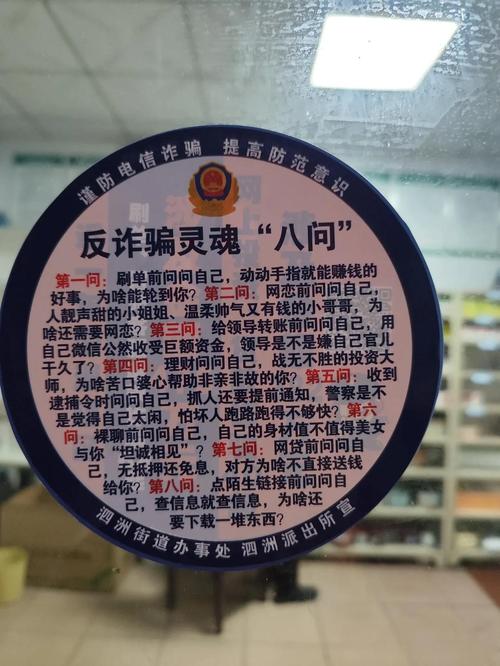 谨防电信诈骗 提高防范意识
反诈骗灵魂“八问”
第一问：刷单前问问自己，动动手指就能赚钱的
好事，为啥能轮到你？第二问：网恋前问问自己，
人靓声甜的小姐姐、温柔帅气又有钱的小哥哥，为
啥还需要网恋？第三问：给领导转账前问问自己，用
自己微信公然收受巨额资金，领导是不是嫌自己官儿
干久了？第四问：理财前问问自己，战无不胜的投资大
师，为啥苦口婆心帮助非亲非故的你？第五问：收到
逮捕令时问问自己，抓人还要提前通知，警察是不
是觉得自己太闲，怕坏人跑路跑得不够快？第六
问：裸聊前问问自己，自己的身材值不值得美女
与你“坦诚相见”？第七问：网贷前问问自
己，无抵押还免息，对方为啥不直接送钱
给你？第八问：点陌生链接前问问自
己，查信息就查信息，为啥还
要下载一堆东西？
泗洲街道办事处 泗洲派出所宣